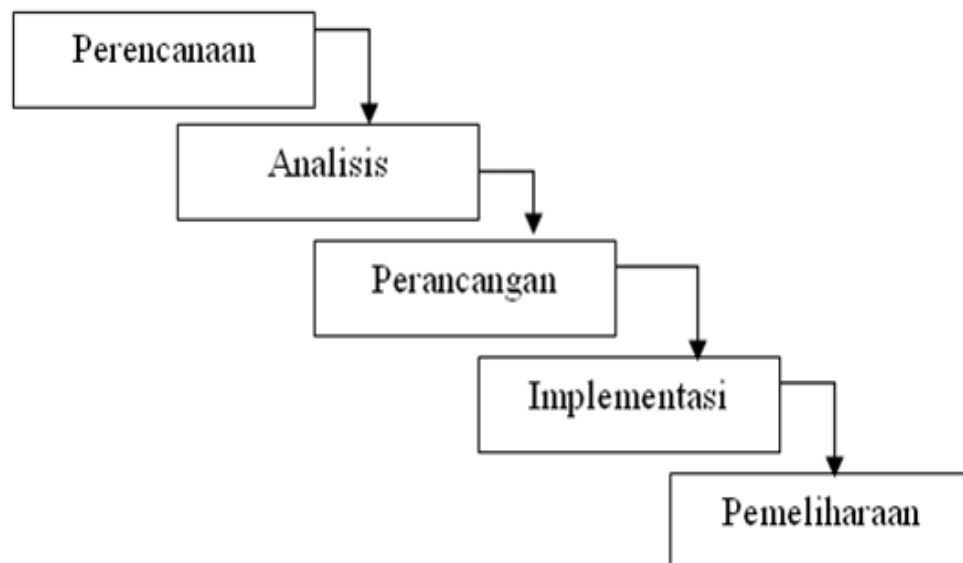 Perencanaan
Analisis
Perancangan
Implementasi
Pemeliharaan